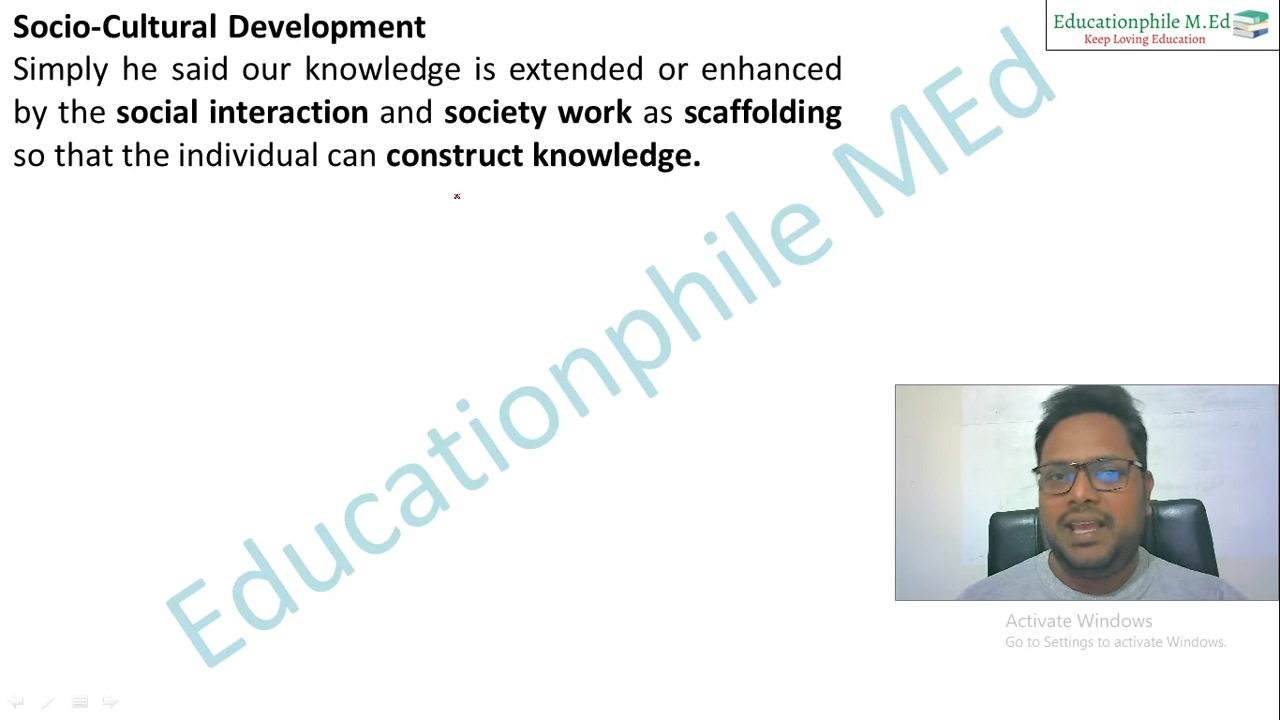 Socio-Cultural Development
Simply he said our knowledge is extended or enhanced
by the social interaction and society work as scaffolding
so that the individual can construct knowledge.
Educationphile M.Ed
Keep Loving Education
Educationphile MEd
Activate Windows
Go to Settings to activate Windows.